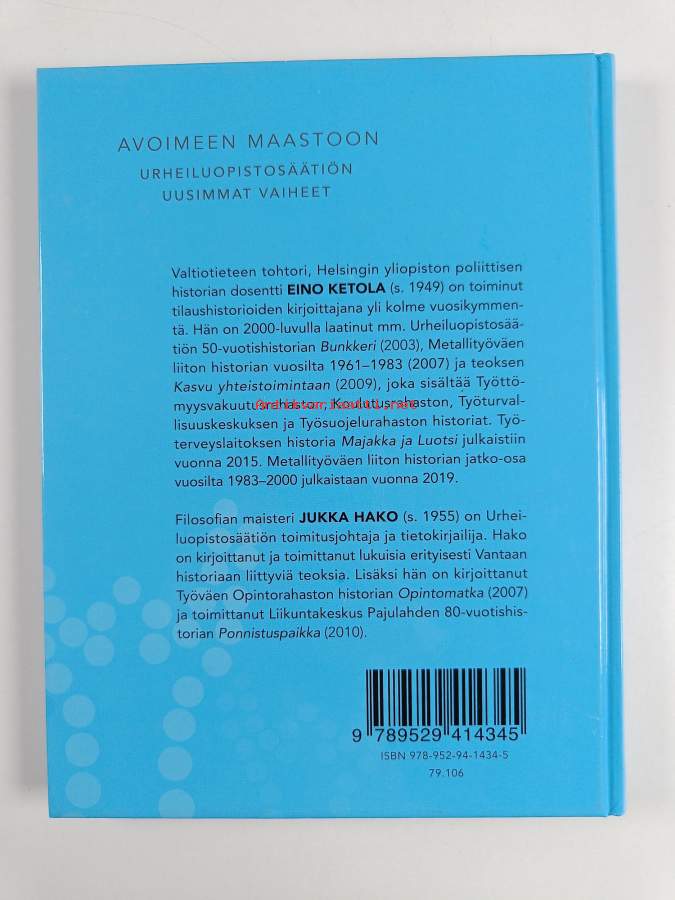 AVOIMEEN MAASTOON
URHEILUOPISTOSÄÄTIÖN
UUSIMMAT VAIHEET
Valtiotieteen tohtori, Helsingin yliopiston poliittisen
historian dosentti EINO KETOLA (s. 1949) on toiminut
tilaushistorioiden kirjoittajana yli kolme vuosikymmen-
tä. Hän on 2000-luvulla laatinut mm. Urheiluopistosää-
tiön 50-vuotishistorian Bunkkeri (2003), Metallityöväen
liiton historian vuosilta 1961–1983 (2007) ja teoksen
Kasvu yhteistoimintaan (2009), joka sisältää Työttö-
myysvakuutusrahaston, Koulutusrahaston, Työturval-
Antikvariaatti.net
lisuuskeskuksen ja Työsuojelurahaston historiat. Työ-
terveyslaitoksen historia Majakka ja Luotsi julkaistiin
vuonna 2015. Metallityöväen liiton historian jatko-osa
vuosilta 1983–2000 julkaistaan vuonna 2019.
Filosofian maisteri JUKKA HAKO (s. 1955) on Urhei-
luopistosäätiön toimitusjohtaja ja tietokirjailija. Hako
on kirjoittanut ja toimittanut lukuisia erityisesti Vantaan
historiaan liittyviä teoksia. Lisäksi hän on kirjoittanut
Työväen Opintorahaston historian Opintomatka (2007)
ja toimittanut Liikuntakeskus Pajulahden 80-vuotishis-
torian Ponnistuspaikka (2010).
9 789529 414345
ISBN 978-952-94-1434-5
79.106